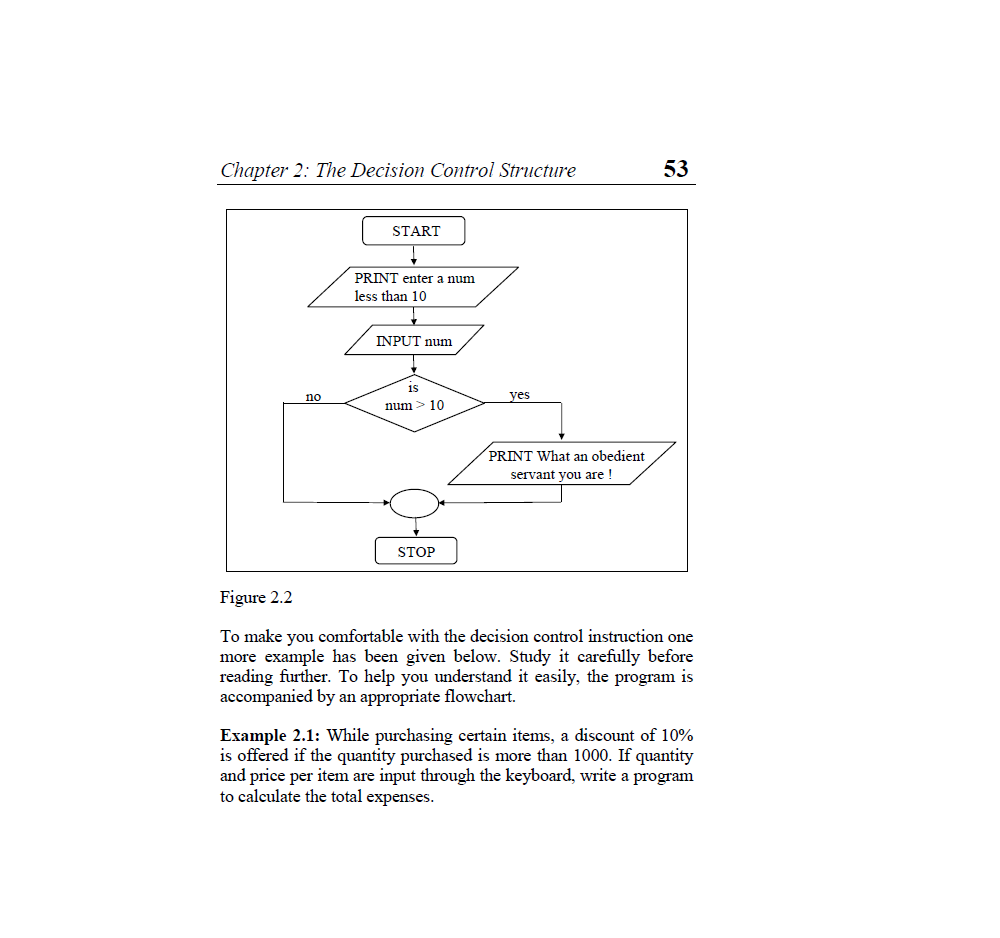 Chapter 2: The Decision Control Structure 53
START
PRINT enter a num
less than 10
INPUT num
is
num > 10
no
yes
PRINT What an obedient
servant you are !
STOP
Figure 2.2
To make you comfortable with the decision control instruction one
more example has been given below. Study it carefully before
reading further. To help you understand it easily, the program is
accompanied by an appropriate flowchart.
Example 2.1: While purchasing certain items, a discount of 10%
is offered if the quantity purchased is more than 1000. If quantity
and price per item are input through the keyboard, write a program
to calculate the total expenses.